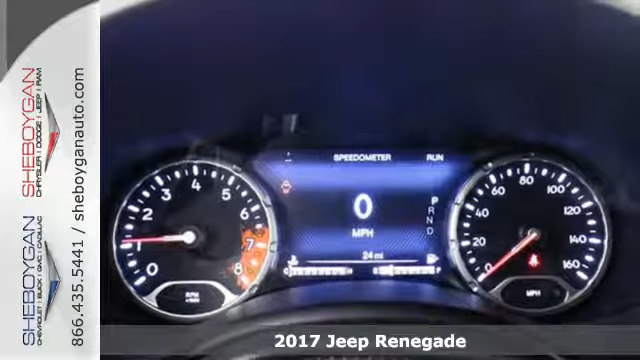 SHEBOYGAN
CHRYSLER | DODGE | JEEP | RAM
SHEBOYGAN
CHEVROLET | BUICK | GMC | CADILLAC
866.435.5441 / sheboyganauto.com
SPEEDOMETER RUN
0
MPH
P
R
N
D
24 mi
0 1 2 3 4 5 6 7 8
RPM
0 20 40 60 80 100 120 140 160
MPH
2017 Jeep Renegade